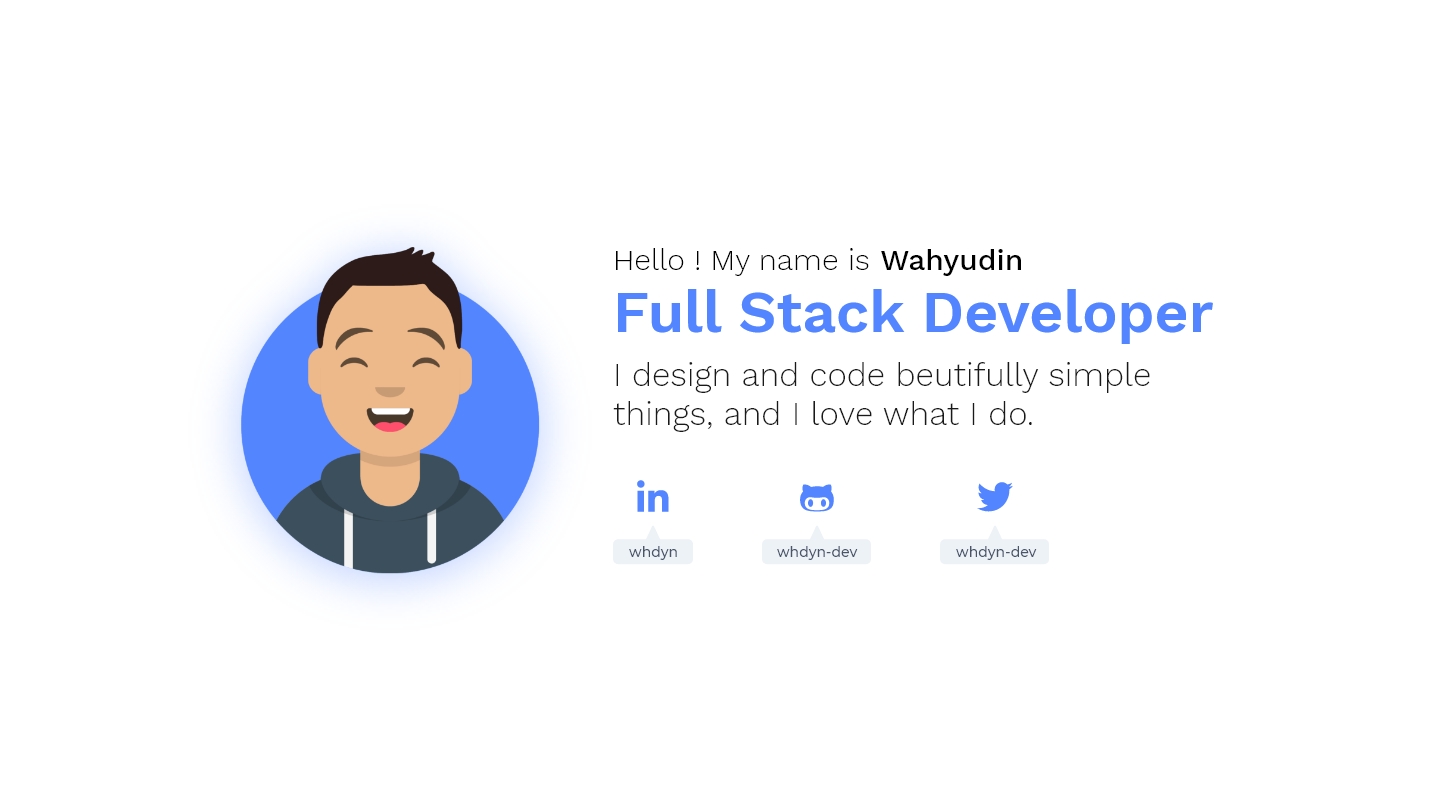 Hello ! My name is Wahyudin
Full Stack Developer
I design and code beutifully simple
things, and I love what I do.
in
whdyn
whdyn-dev
whdyn-dev